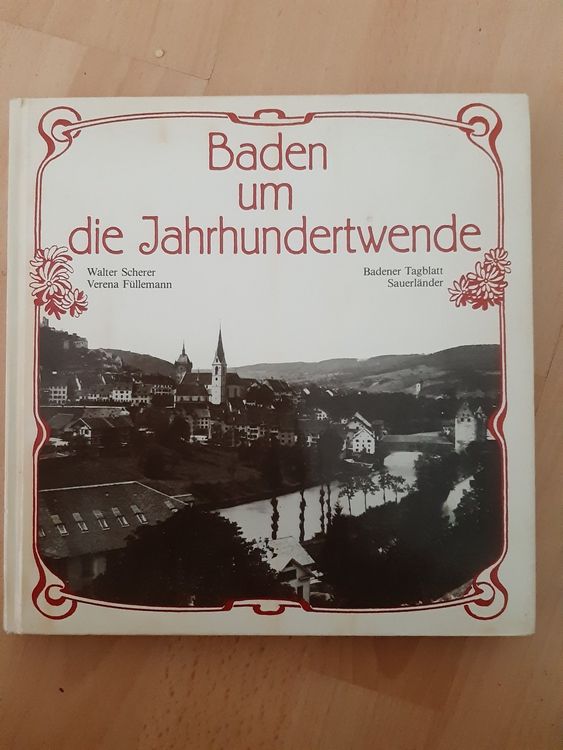 Baden
um
die Jahrhundertwende
Walter Scherer
Verena Füllemann
Badener Tagblatt
Sauerländer